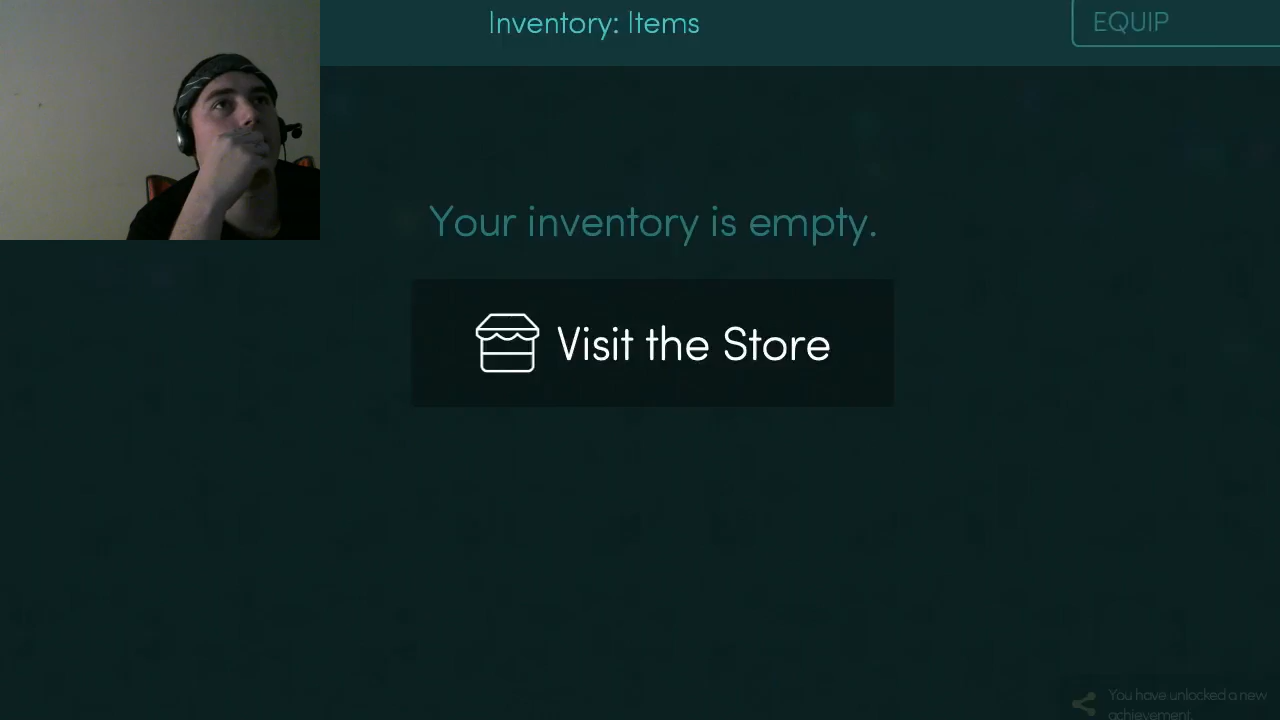 Inventory: Items
EQUIP
Your inventory is empty.
Visit the Store
You have unlocked a new
achievement.